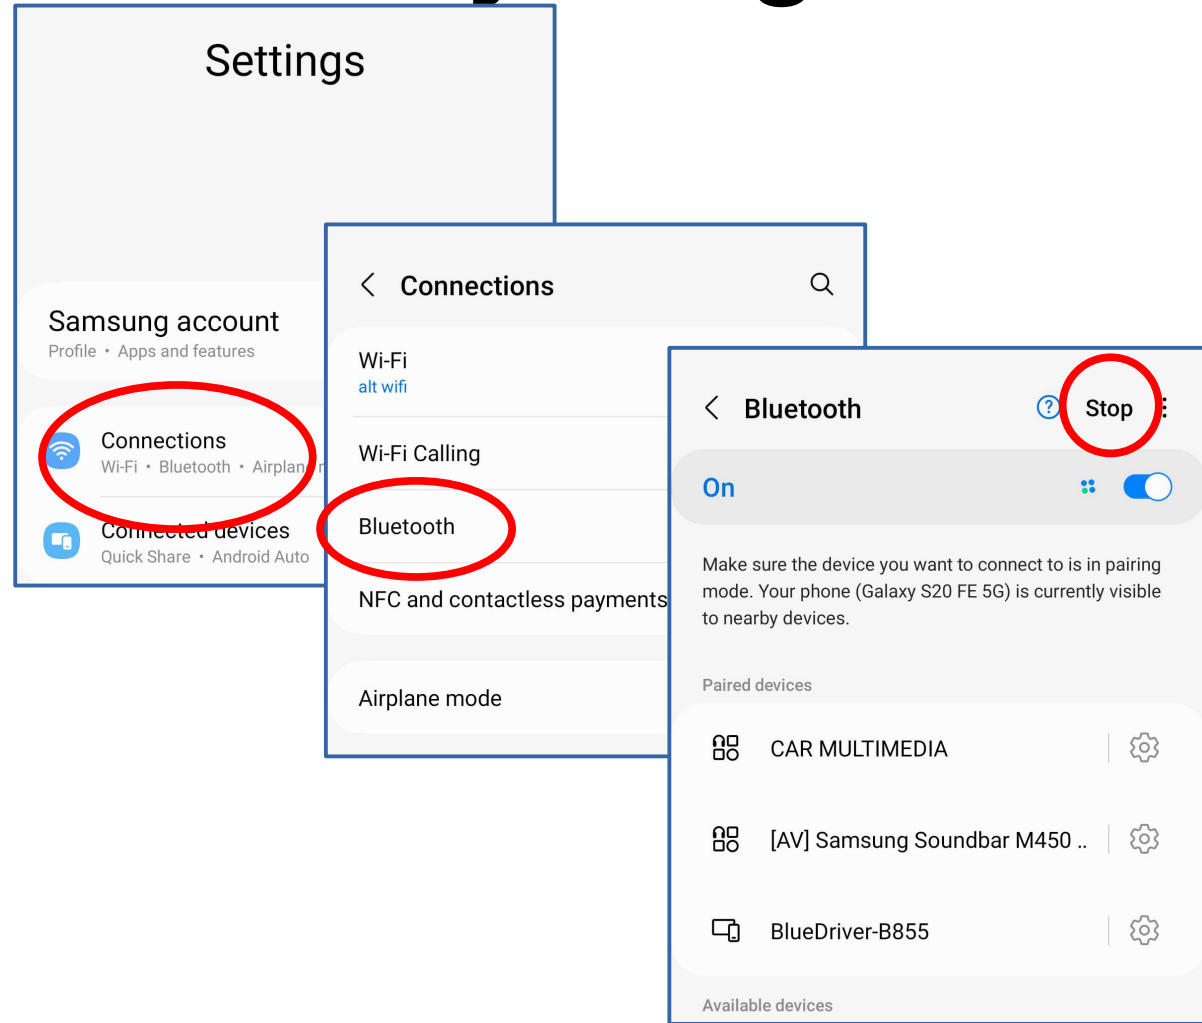 Settings
Samsung account
Profile • Apps and features
Connections
Wi-Fi • Bluetooth •
Connected devices
Quick Share • Android Auto
Connections
Wi-Fi
alt wifi
Wi-Fi Calling
Bluetooth
NFC and contactless payments
Airplane mode
Bluetooth
Stop
On
Make sure the device you want to connect to is in pairing
mode. Your phone (Galaxy S20 FE 5G) is currently visible
to nearby devices.
Paired devices
CAR MULTIMEDIA
[AV] Samsung Soundbar M450 ..
BlueDriver-B855
Available devices